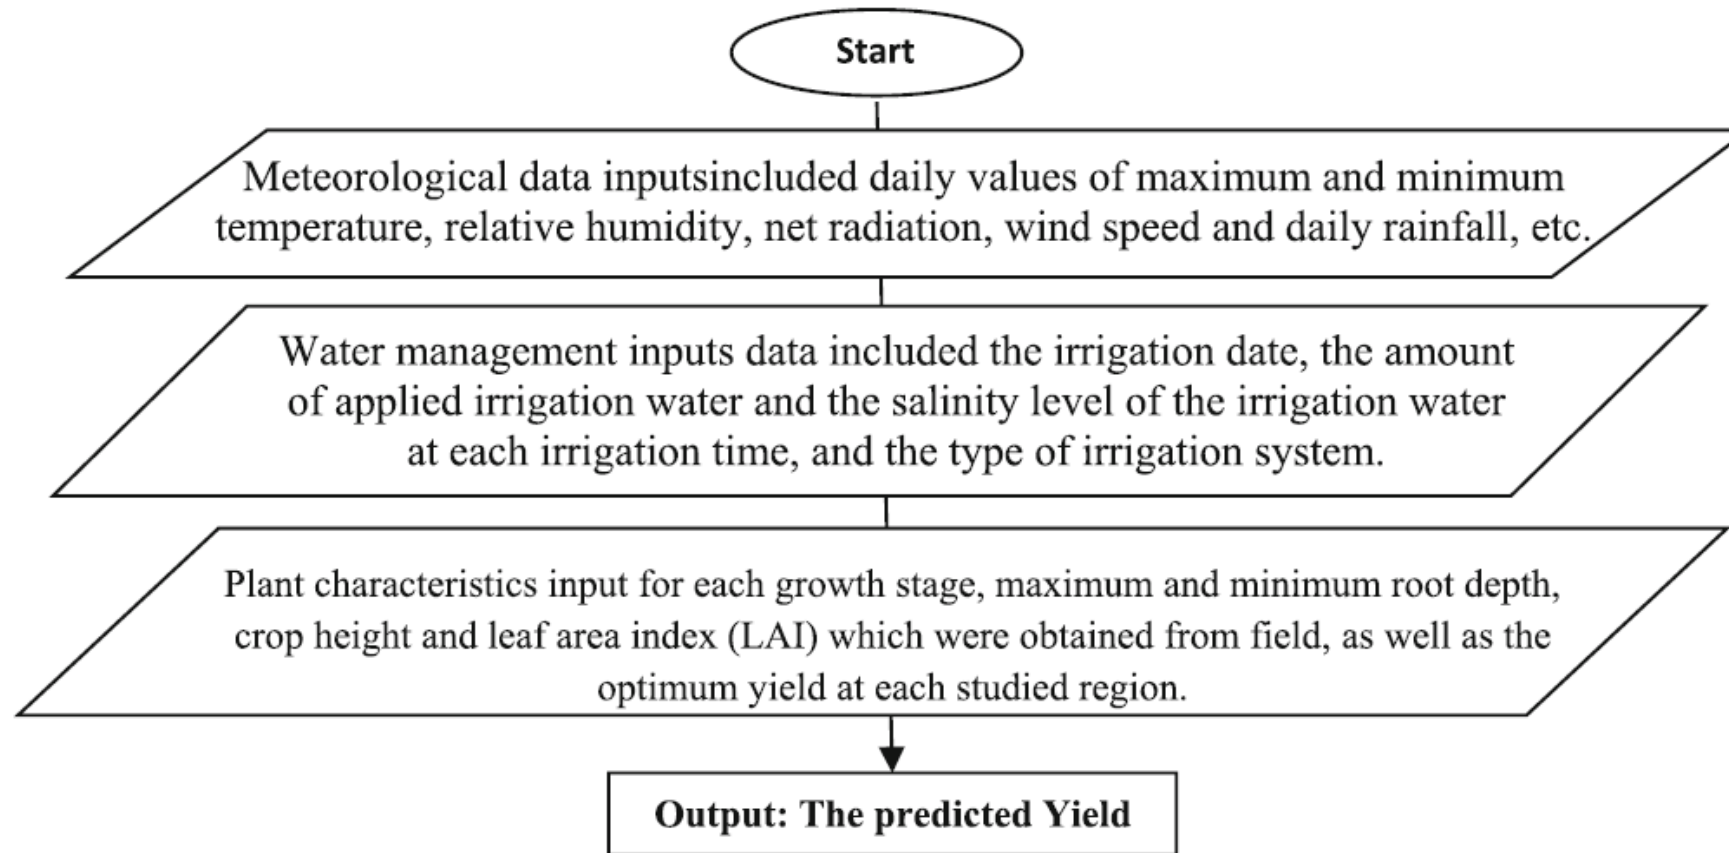 Start
Meteorological data inputsincluded daily values of maximum and minimum
temperature, relative humidity, net radiation, wind speed and daily rainfall, etc.
Water management inputs data included the irrigation date, the amount
of applied irrigation water and the salinity level of the irrigation water
at each irrigation time, and the type of irrigation system.
Plant characteristics input for each growth stage, maximum and minimum root depth,
crop height and leaf area index (LAI) which were obtained from field, as well as the
optimum yield at each studied region.
Output: The predicted Yield